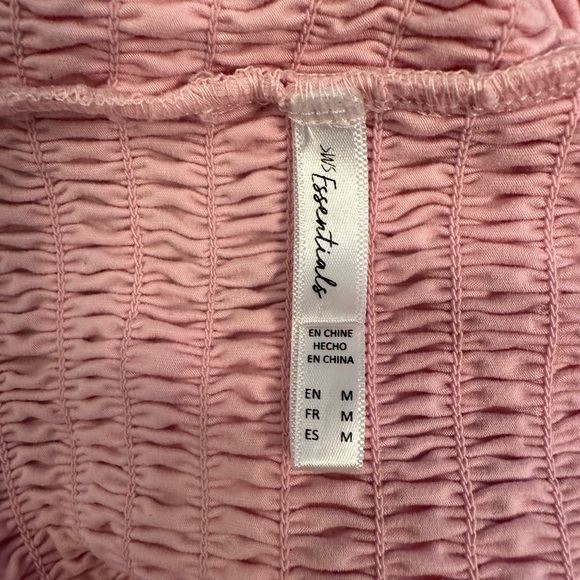 Essentials
EN CHINE
HECHO
EN CHINA
EN M
FR M
ES M